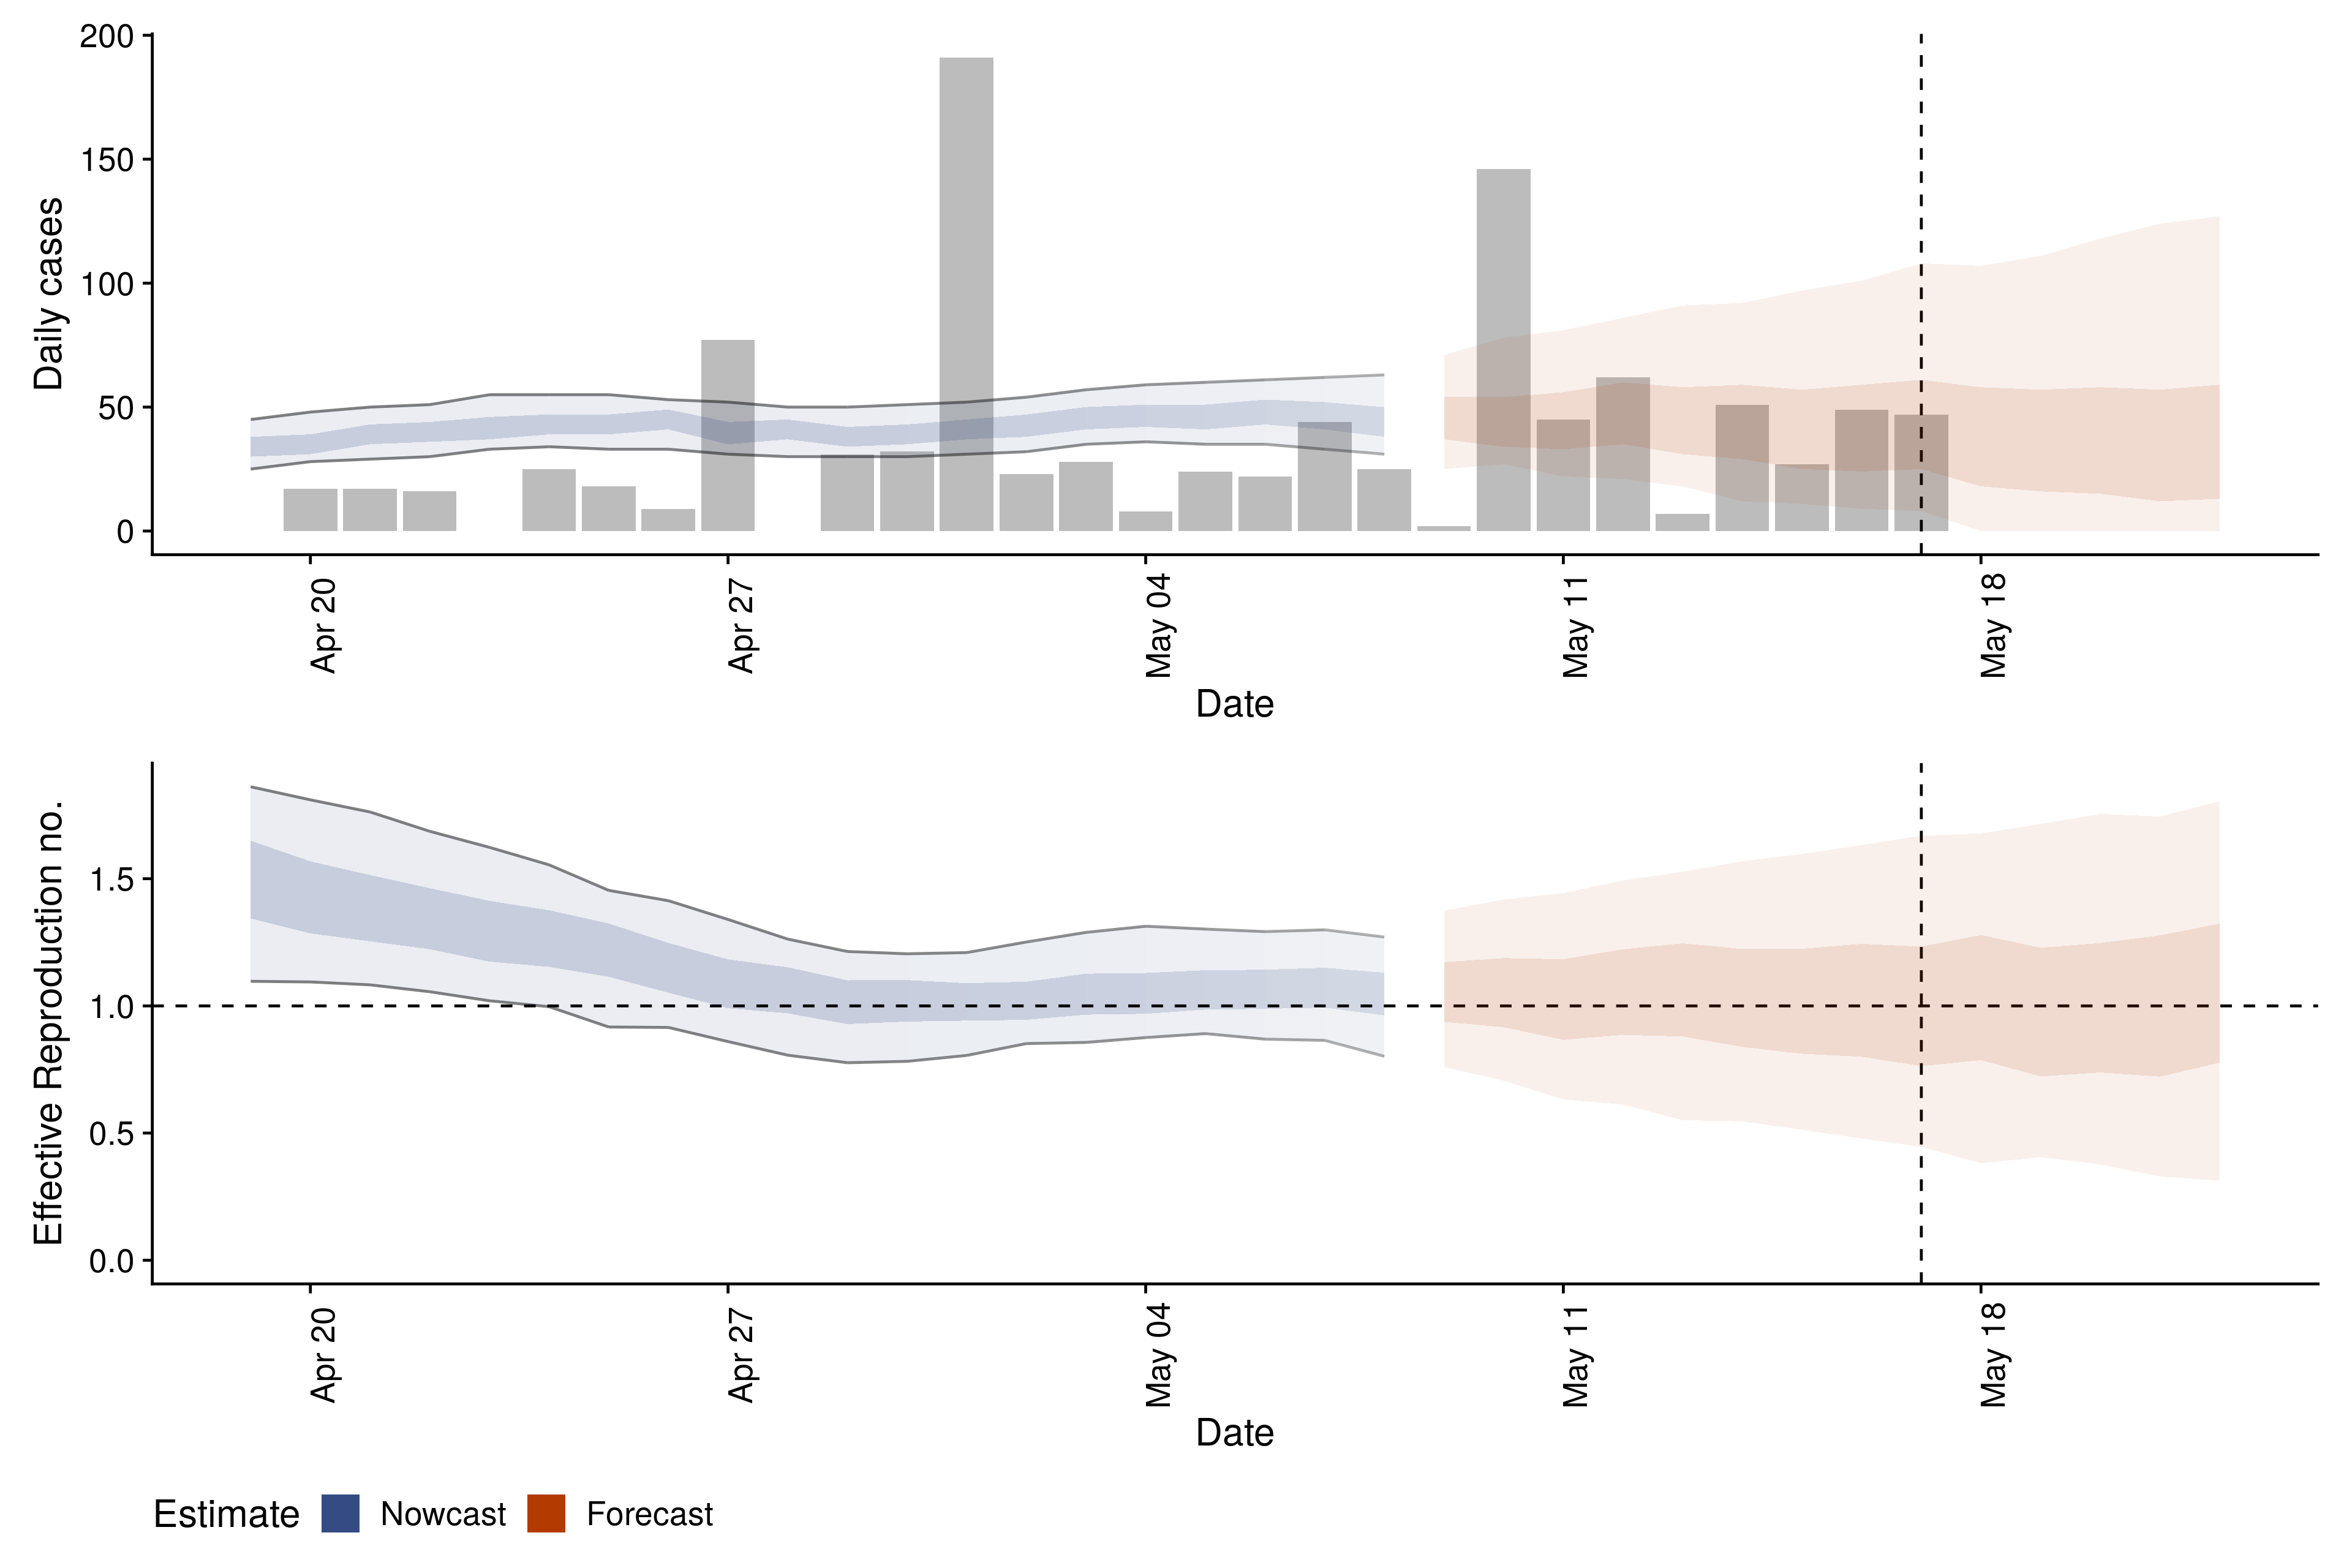 Daily cases
200
150
100
50
0
Apr 20
Apr 27
May 04
May 11
May 18
Date
Effective Reproduction no.
1.5
1.0
0.5
0.0
Apr 20
Apr 27
May 04
May 11
May 18
Date
Estimate Nowcast Forecast